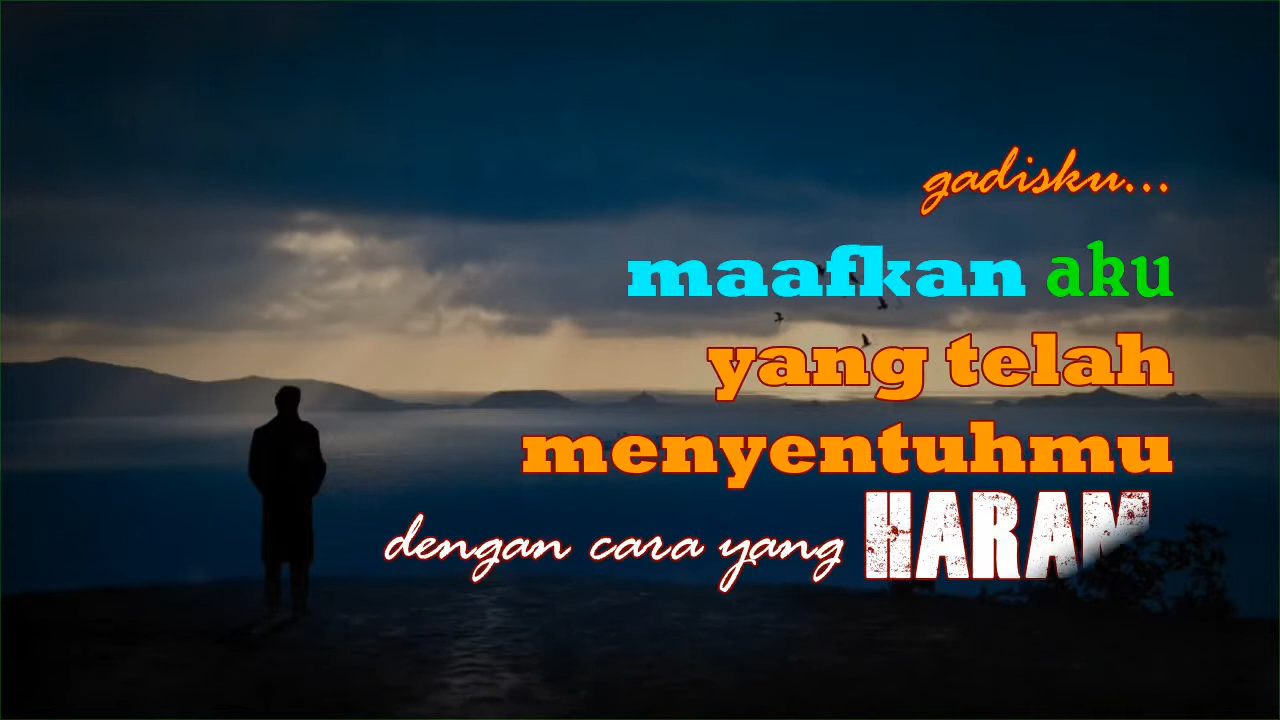 gadisku...
maafkan aku
yang telah
menyentuhmu
dengan cara yang HARAM